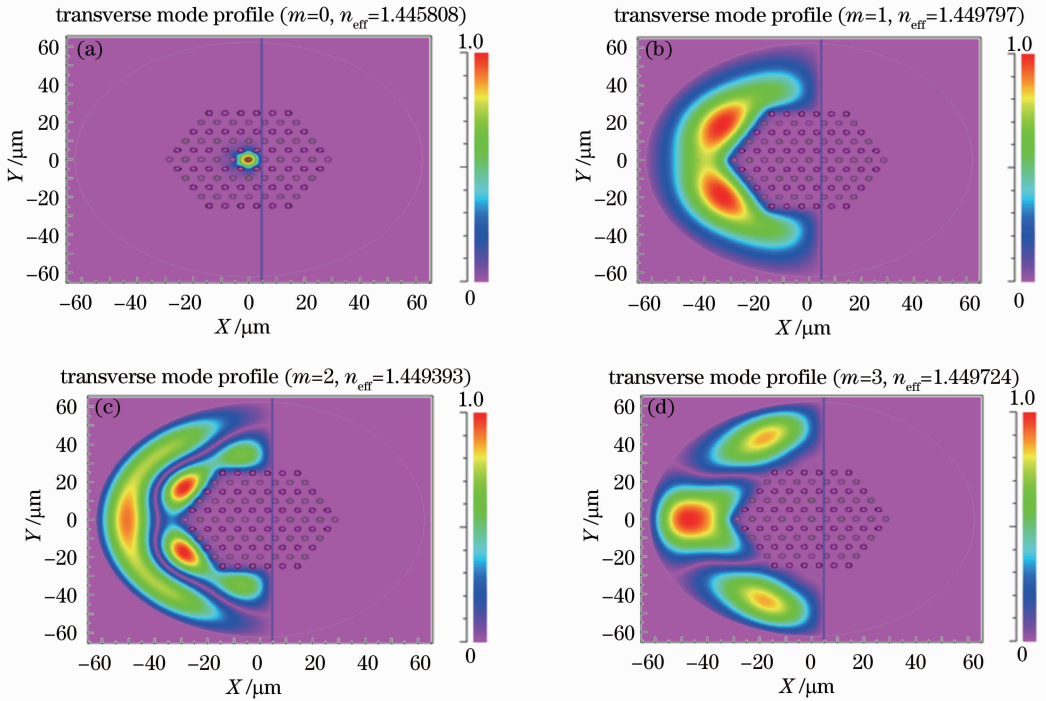 transverse mode profile (m=0, n_eff=1.445808)
(a)
1.0
60
40
20
0
−20
−40
−60
Y/μm
0
−60 −40 −20 0 20 40 60
X/μm
transverse mode profile (m=1, n_eff=1.449797)
(b)
1.0
60
40
20
0
−20
−40
−60
Y/μm
0
−60 −40 −20 0 20 40 60
X/μm
transverse mode profile (m=2, n_eff=1.449393)
(c)
1.0
60
40
20
0
−20
−40
−60
Y/μm
0
−60 −40 −20 0 20 40 60
X/μm
transverse mode profile (m=3, n_eff=1.449724)
(d)
1.0
60
40
20
0
−20
−40
−60
Y/μm
0
−60 −40 −20 0 20 40 60
X/μm